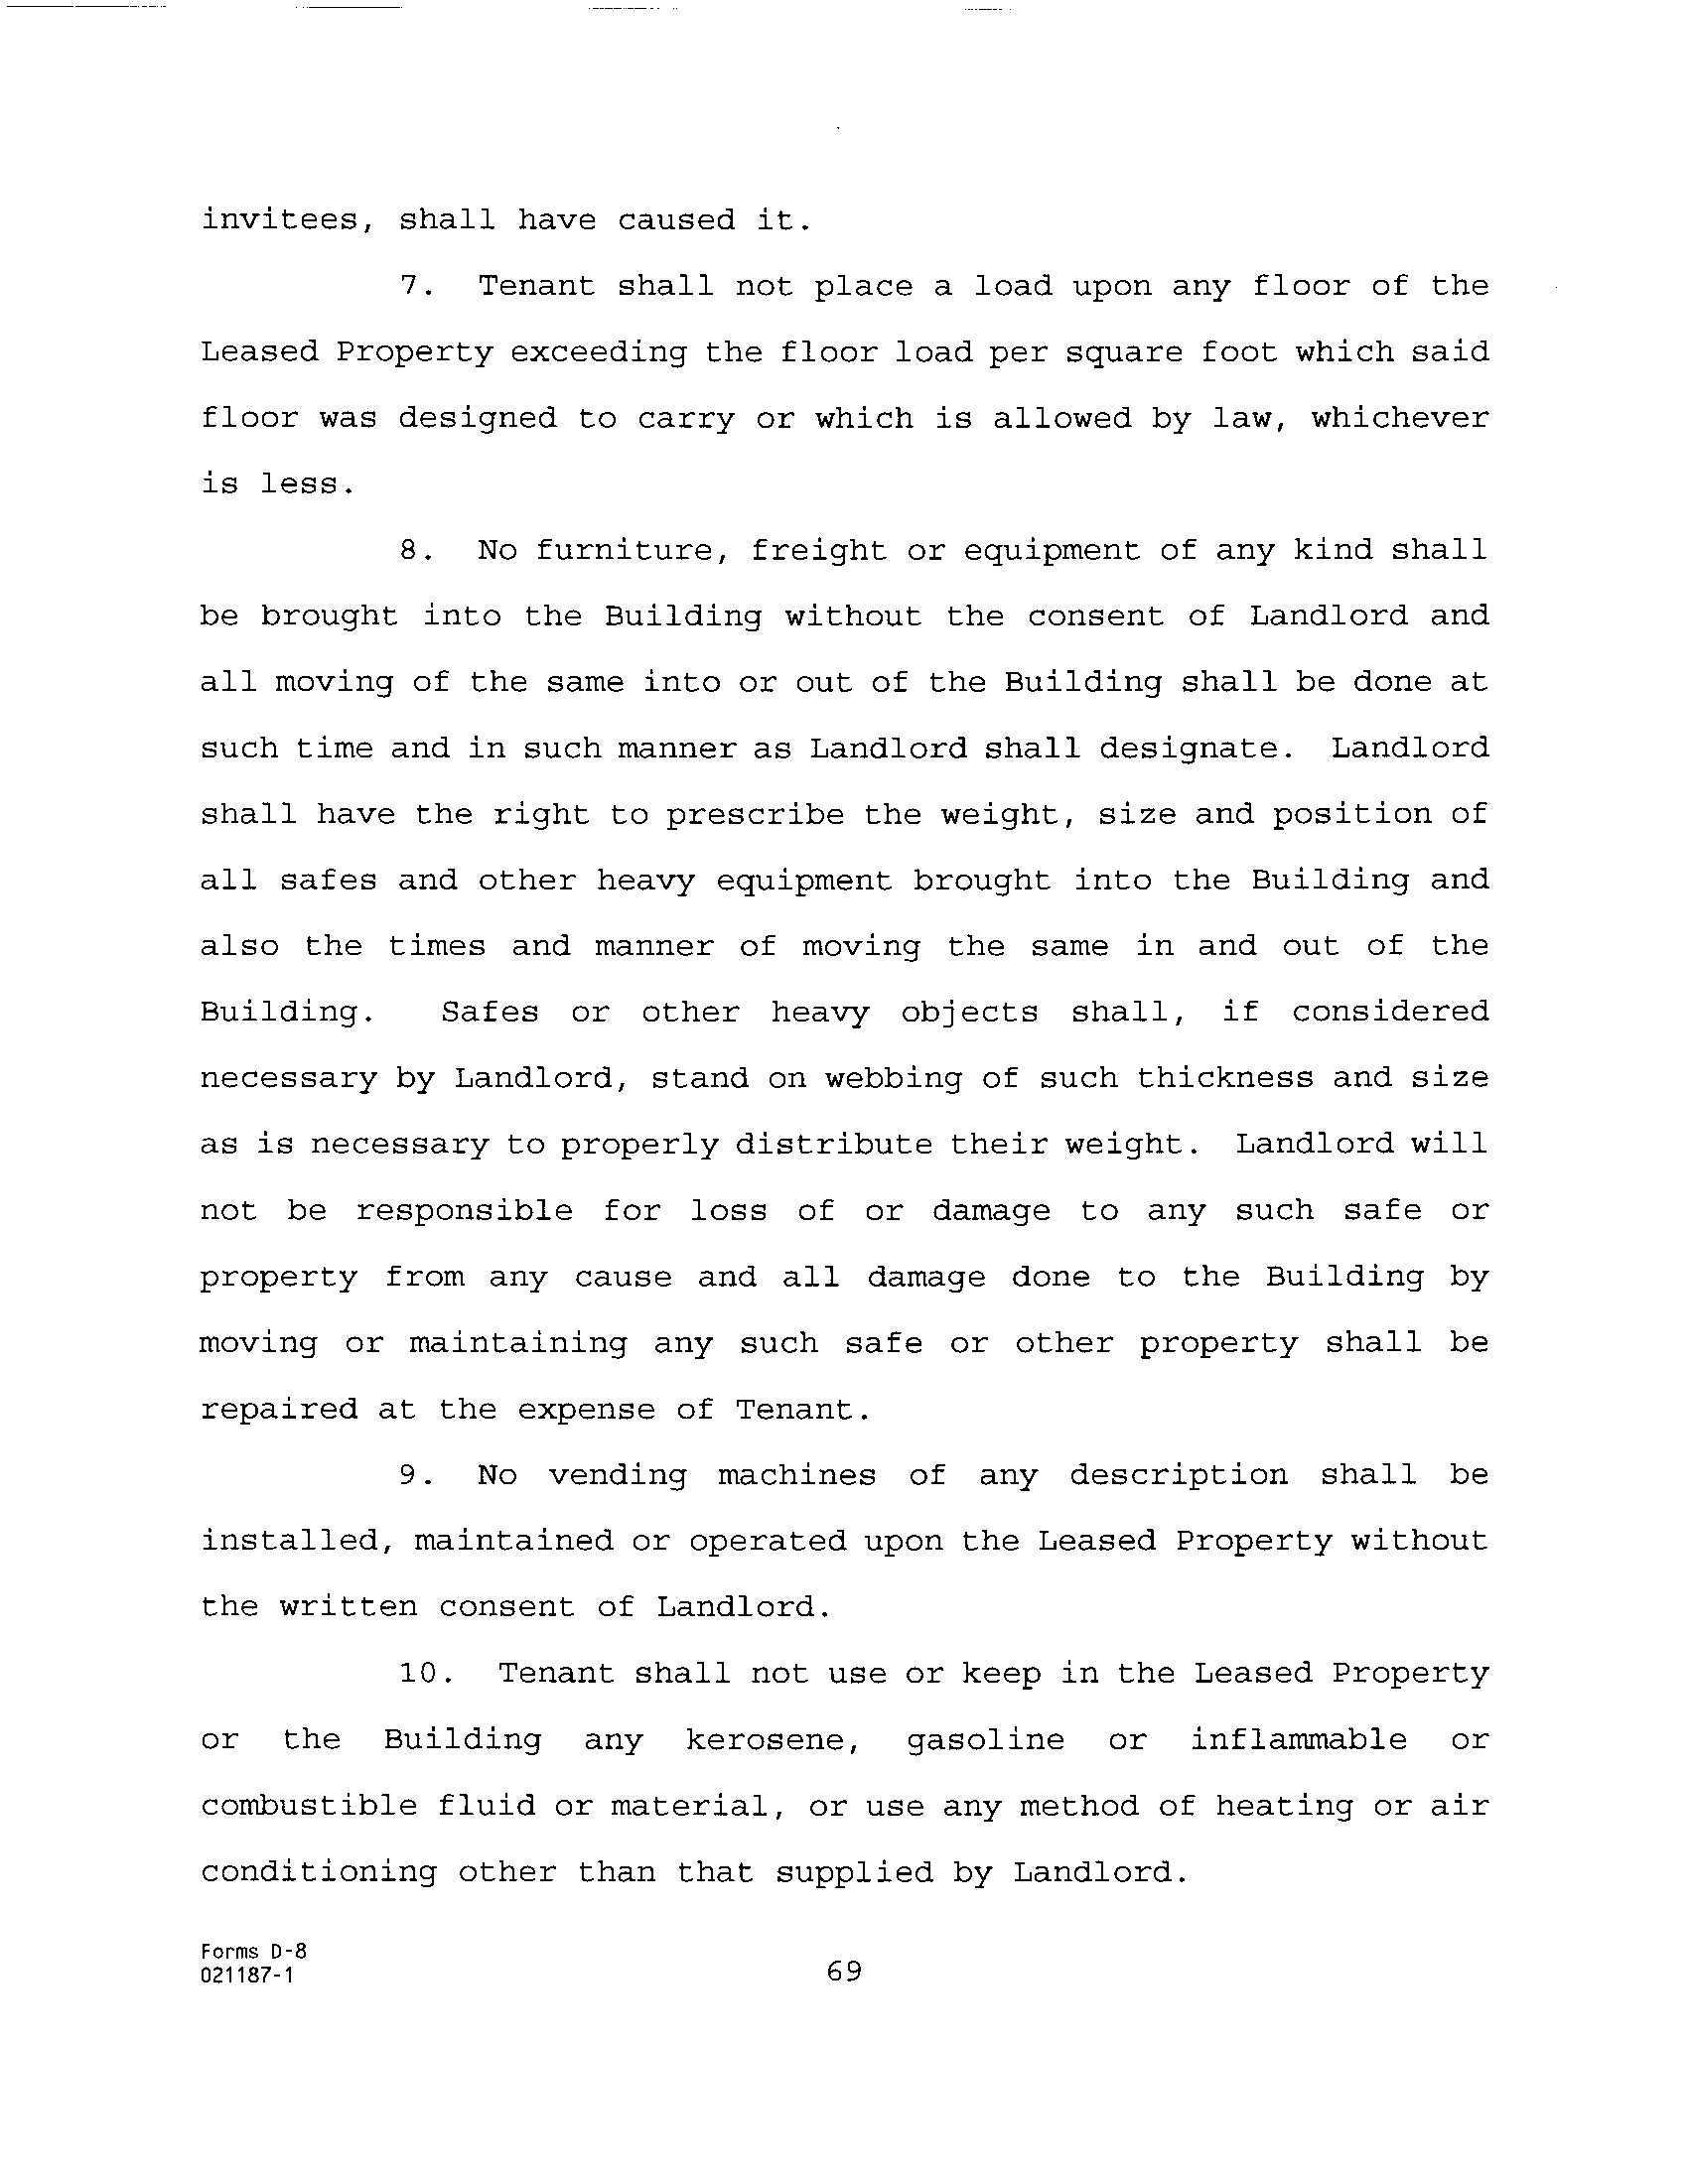 invitees, shall have caused it.
7. Tenant shall not place a load upon any floor of the
Leased Property exceeding the floor load per square foot which said
floor was designed to carry or which is allowed by law, whichever
is less.
8. No furniture, freight or equipment of any kind shall
be brought into the Building without the consent of Landlord and
all moving of the same into or out of the Building shall be done at
such time and in such manner as Landlord shall designate. Landlord
shall have the right to prescribe the weight, size and position of
all safes and other heavy equipment brought into the Building and
also the times and manner of moving the same in and out of the
Building. Safes or other heavy objects shall, if considered
necessary by Landlord, stand on webbing of such thickness and size
as is necessary to properly distribute their weight. Landlord will
not be responsible for loss of or damage to any such safe or
property from any cause and all damage done to the Building by
moving or maintaining any such safe or other property shall be
repaired at the expense of Tenant.
9. No vending machines of any description shall be
installed, maintained or operated upon the Leased Property without
the written consent of Landlord.
10. Tenant shall not use or keep in the Leased Property
or the Building any kerosene, gasoline or inflammable or
combustible fluid or material, or use any method of heating or air
conditioning other than that supplied by Landlord.
Forms D-8
021187-1
69